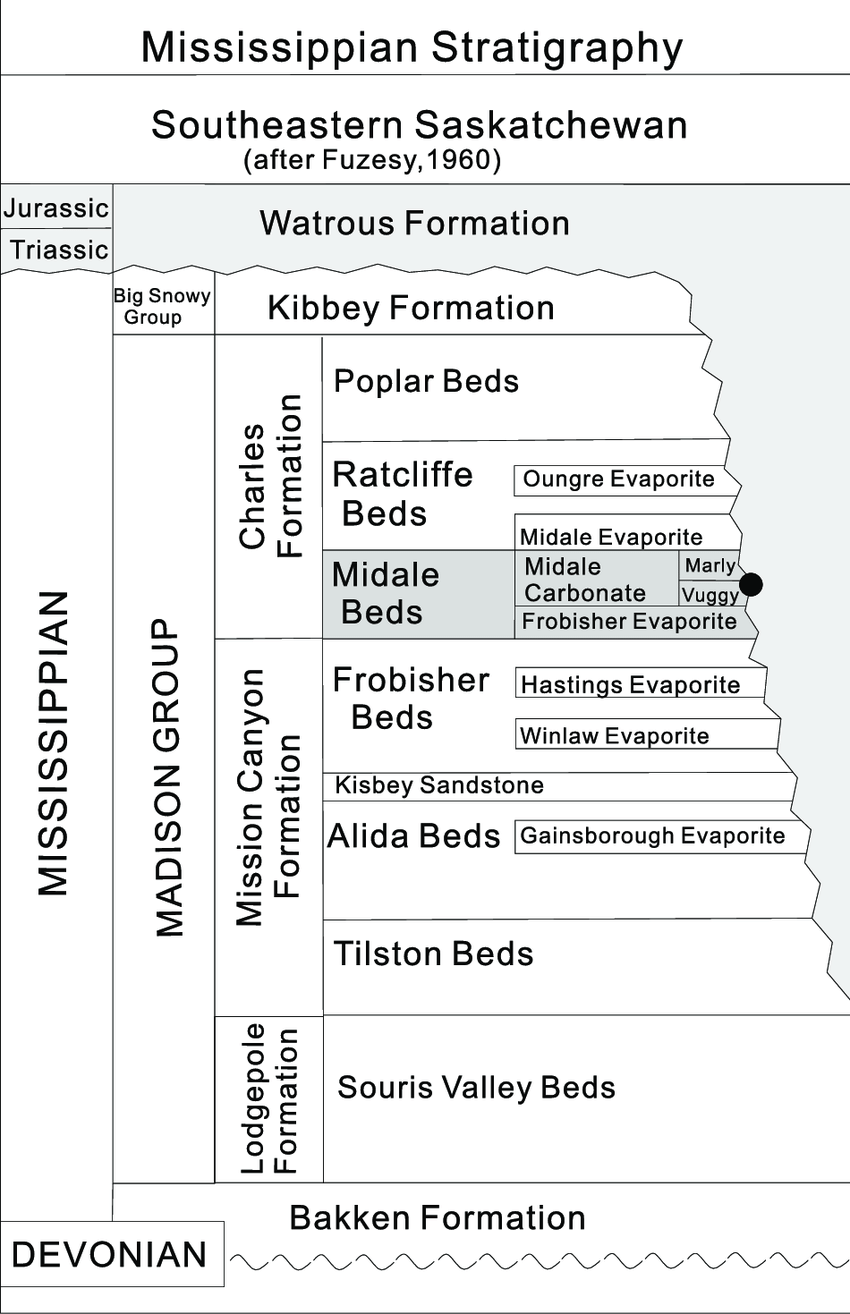 Mississippian Stratigraphy
Southeastern Saskatchewan
(after Fuzesy,1960)
Jurassic
Triassic
Watrous Formation
Big Snowy
Group
Kibbey Formation
MISSISSIPPIAN
MADISON GROUP
Charles
Formation
Poplar Beds
Ratcliffe
Beds
Oungre Evaporite
Midale Evaporite
Midale
Beds
Midale
Carbonate
Marly
Vuggy
Frobisher Evaporite
Mission Canyon
Formation
Frobisher
Beds
Hastings Evaporite
Winlaw Evaporite
Kisbey Sandstone
Alida Beds
Gainsborough Evaporite
Tilston Beds
Lodgepole
Formation
Souris Valley Beds
Bakken Formation
DEVONIAN